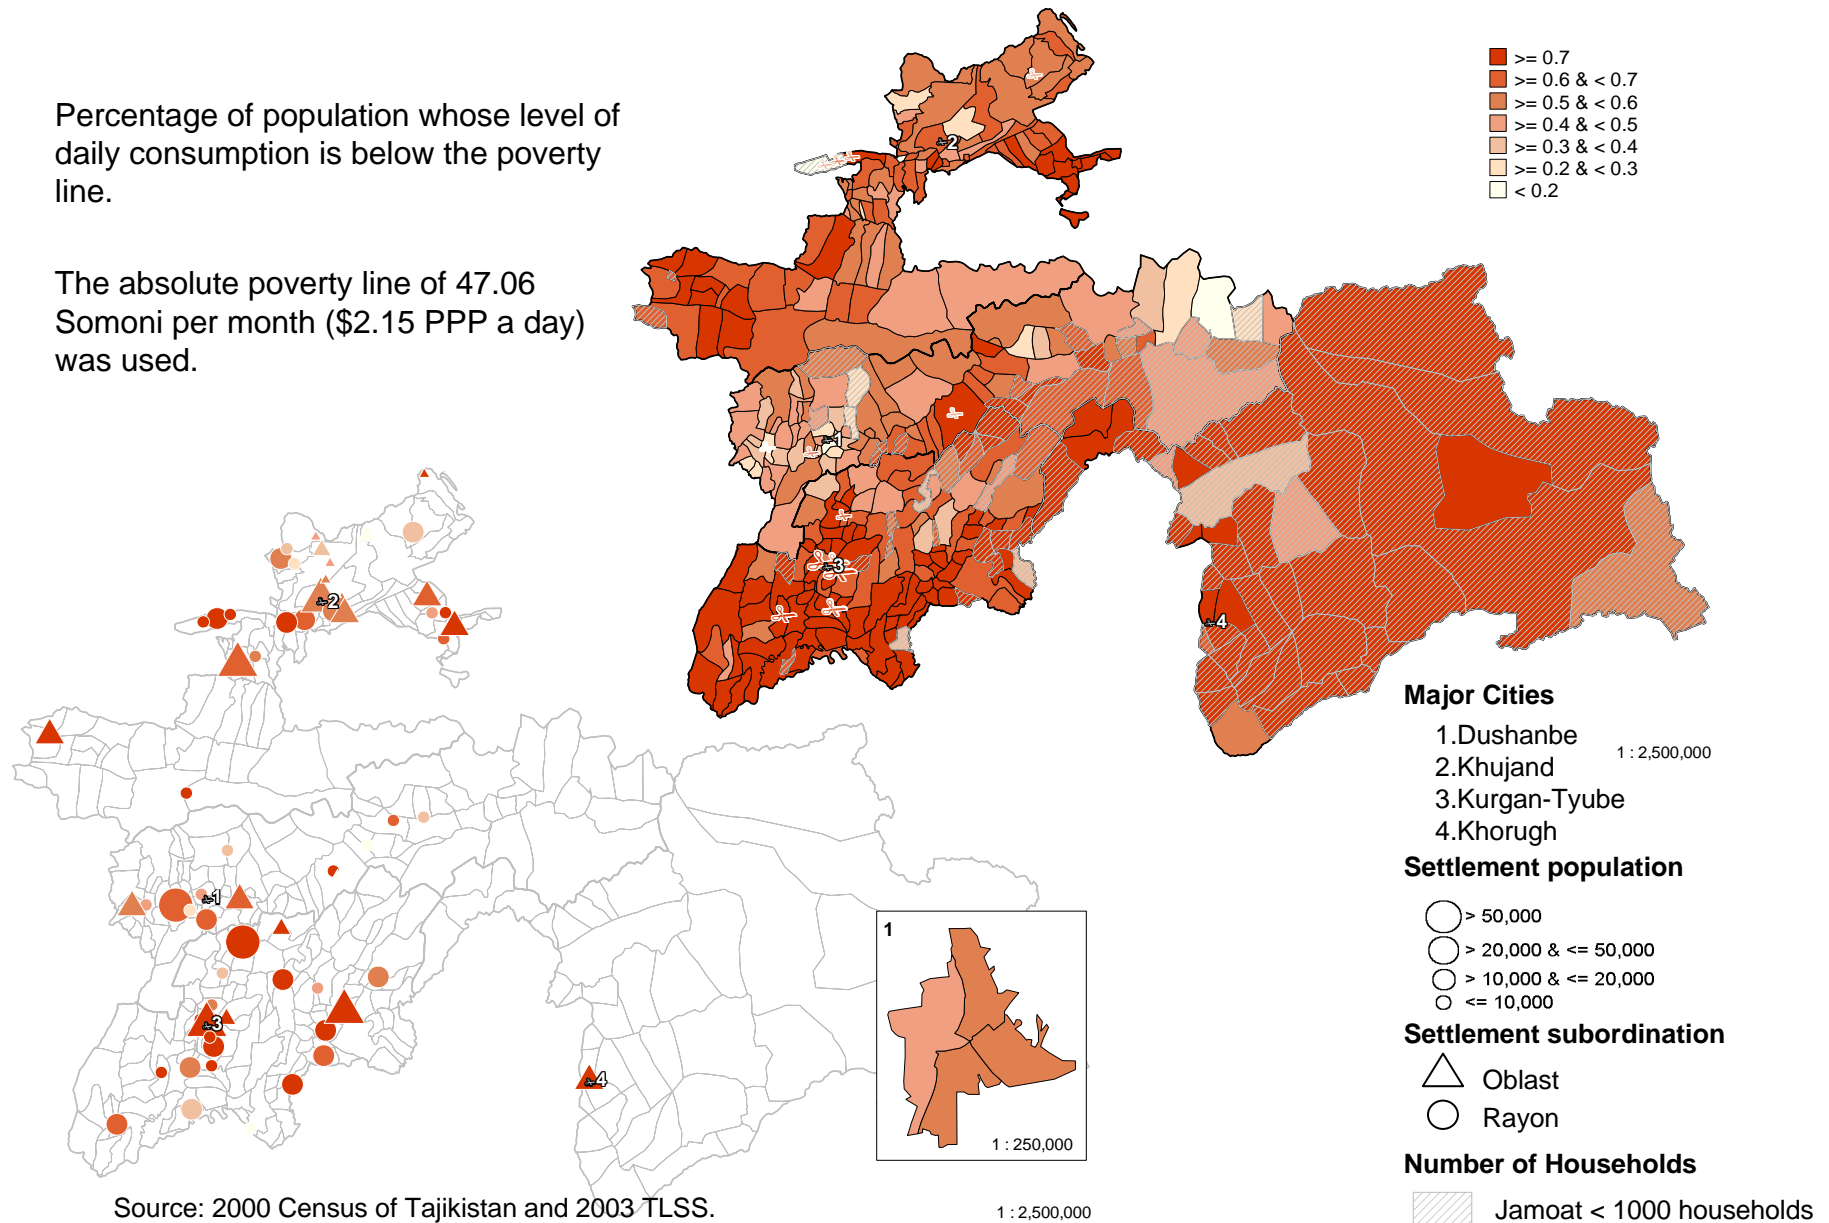 Percentage of population whose level of
daily consumption is below the poverty
line.
The absolute poverty line of 47.06
Somoni per month ($2.15 PPP a day)
was used.
>= 0.7
>= 0.6 & < 0.7
>= 0.5 & < 0.6
>= 0.4 & < 0.5
>= 0.3 & < 0.4
>= 0.2 & < 0.3
< 0.2
2
1
3
4
Major Cities
1.Dushanbe
1 : 2,500,000
2.Khujand
3.Kurgan-Tyube
4.Khorugh
Settlement population
> 50,000
> 20,000 & <= 50,000
> 10,000 & <= 20,000
<= 10,000
Settlement subordination
Oblast
Rayon
Number of Households
Jamoat < 1000 households
2
1
3
4
1
1 : 250,000
Source: 2000 Census of Tajikistan and 2003 TLSS.
1 : 2,500,000